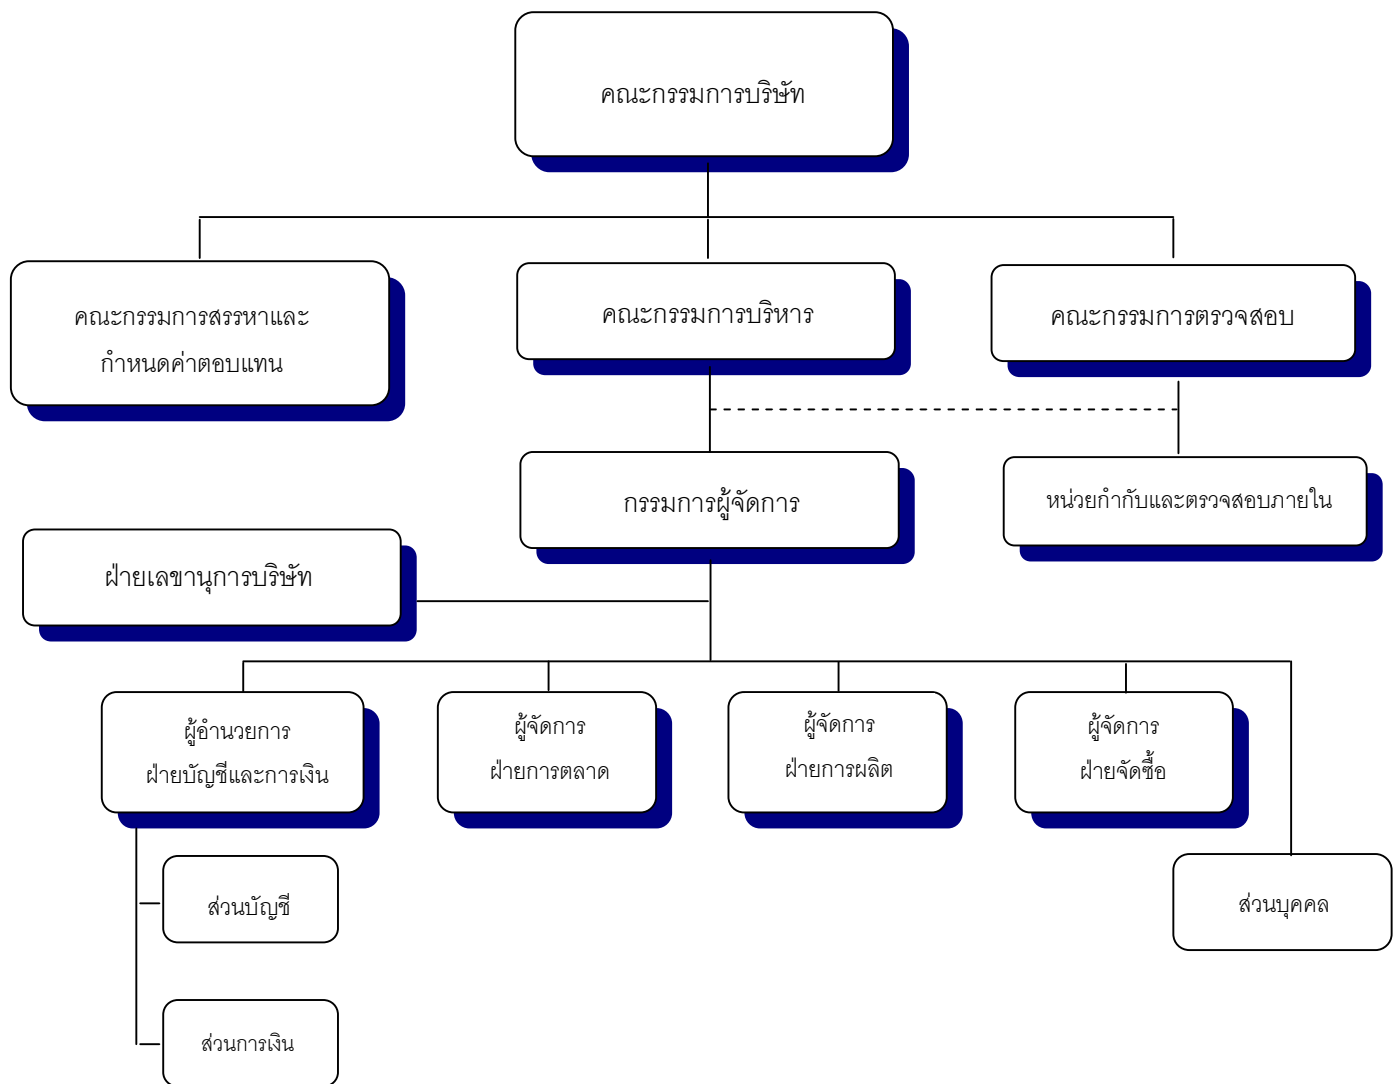 คณะกรรมการบริษัท
คณะกรรมการสรรหาและ
กำหนดค่าตอบแทน
คณะกรรมการบริหาร
คณะกรรมการตรวจสอบ
กรรมการผู้จัดการ
หน่วยกำกับและตรวจสอบภายใน
ฝ่ายเลขานุการบริษัท
ผู้อำนวยการ
ฝ่ายบัญชีและการเงิน
ผู้จัดการ
ฝ่ายการตลาด
ผู้จัดการ
ฝ่ายการผลิต
ผู้จัดการ
ฝ่ายจัดซื้อ
ส่วนบัญชี
ส่วนบุคคล
ส่วนการเงิน